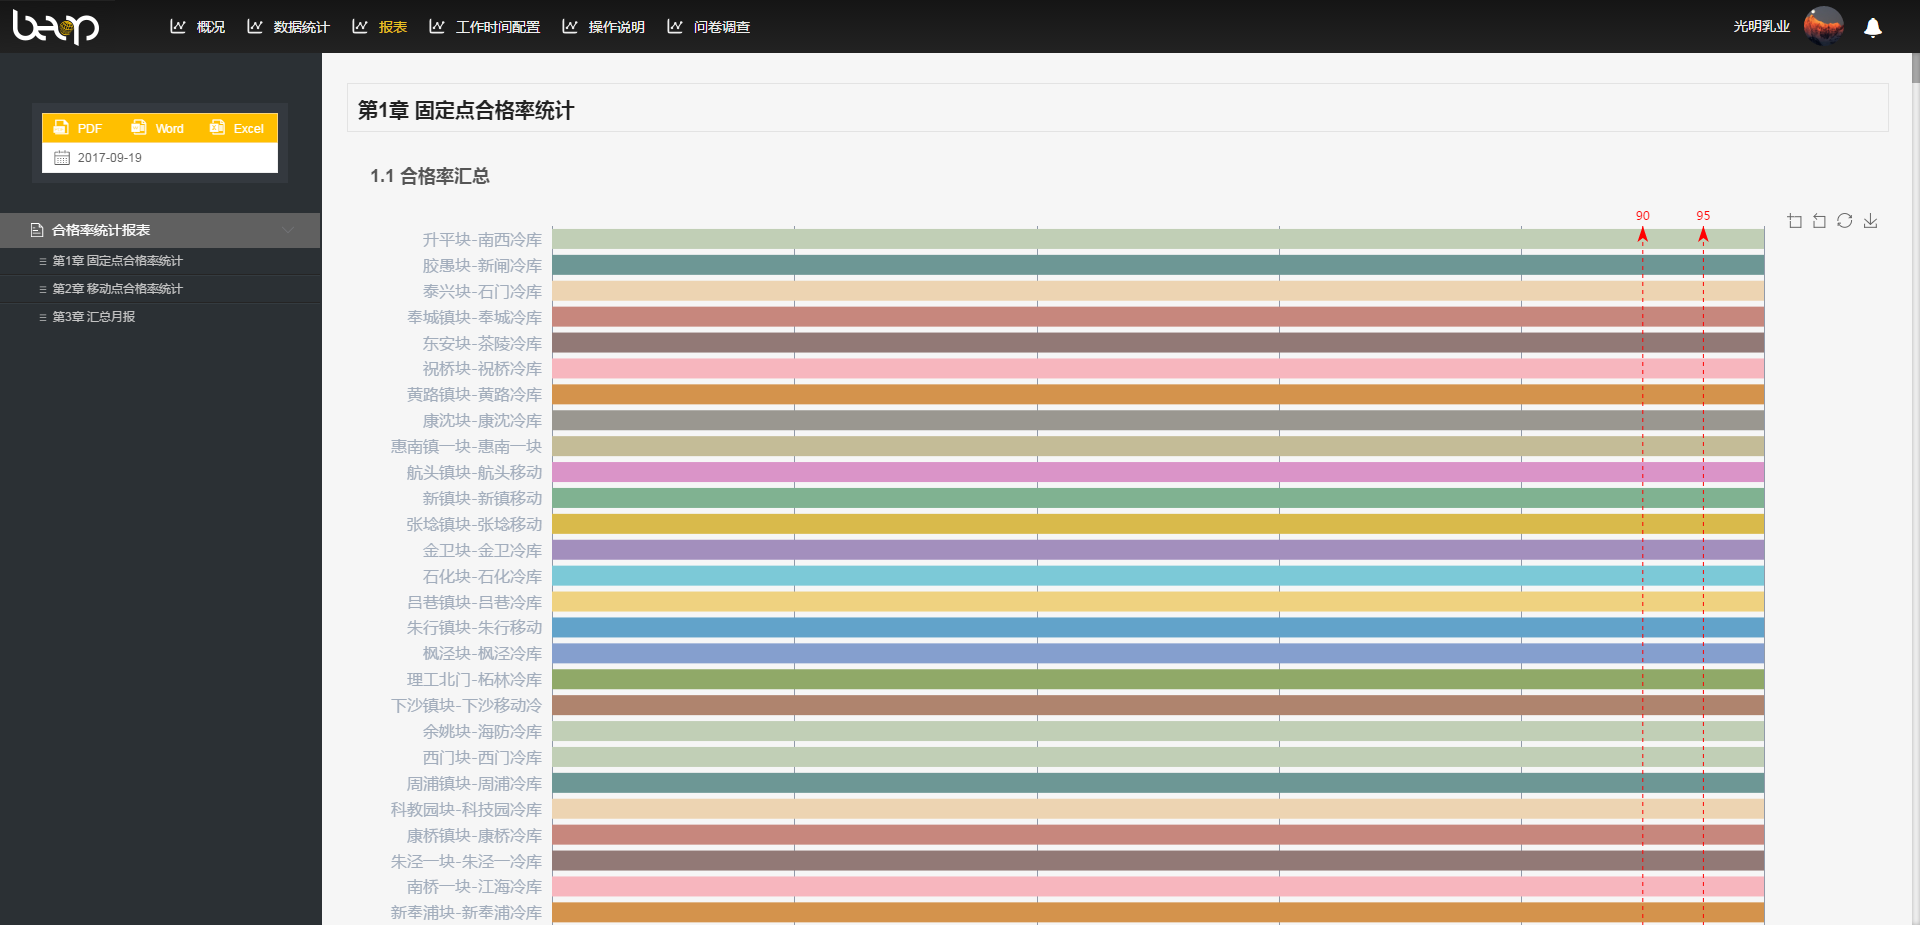 beop
概况
数据统计
报表
工作时间配置
操作说明
问卷调查
光明乳业
PDF
Word
Excel
2017-09-19
合格率统计报表
第1章 固定点合格率统计
第2章 移动点合格率统计
第3章 汇总月报
第1章 固定点合格率统计
1.1 合格率汇总
90
95
升平块-南西冷库
胶愚块-新闸冷库
泰兴块-石门冷库
奉城镇块-奉城冷库
东安块-茶陵冷库
祝桥块-祝桥冷库
黄路镇块-黄路冷库
康沈块-康沈冷库
惠南镇一块-惠南一块
航头镇块-航头移动
新镇块-新镇移动
张埝镇块-张埝移动
金卫块-金卫冷库
石化块-石化冷库
吕巷镇块-吕巷冷库
朱行镇块-朱行移动
枫泾块-枫泾冷库
理工北门-柘林冷库
下沙镇块-下沙移动冷
余姚块-海防冷库
西门块-西门冷库
周浦镇块-周浦冷库
科教园块-科技园冷库
康桥镇块-康桥冷库
朱泾一块-朱泾一冷库
南桥一块-江海冷库
新奉浦块-新奉浦冷库